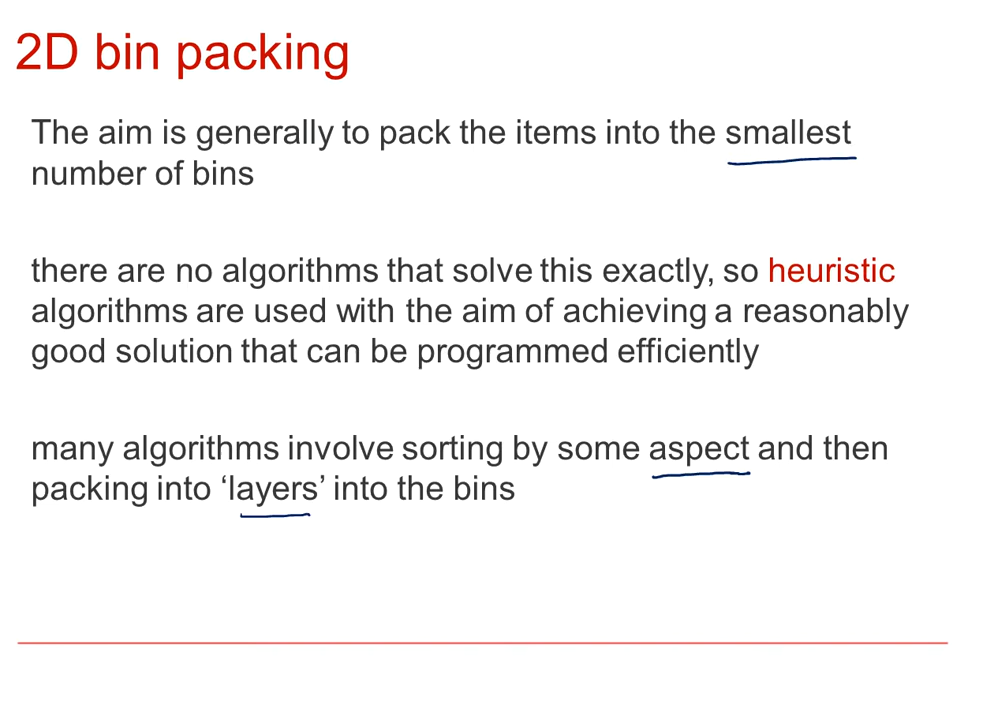 2D bin packing
The aim is generally to pack the items into the smallest
number of bins
there are no algorithms that solve this exactly, so heuristic
algorithms are used with the aim of achieving a reasonably
good solution that can be programmed efficiently
many algorithms involve sorting by some aspect and then
packing into ‘layers’ into the bins